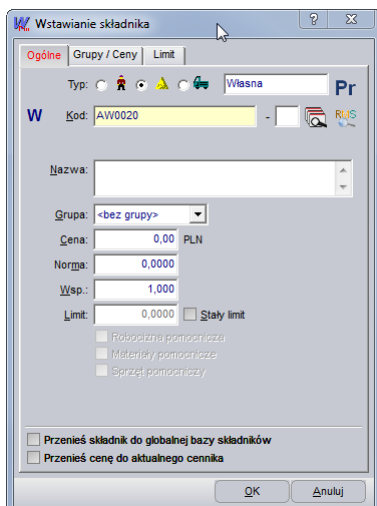 Wstawianie składnika
Ogólne Grupy / Ceny Limit
Typ: Własna Pr
W Kod: AW0020 - RMS
Nazwa:
Grupa: <bez grupy>
Cena: 0,00 PLN
Norma: 0,0000
Wsp.: 1,000
Limit: 0,0000 Stały limit
Robocizna pomocnicza
Materiały pomocnicze
Sprzęt pomocniczy
Przenieś składnik do globalnej bazy składników
Przenieś cenę do aktualnego cennika
OK Anuluj